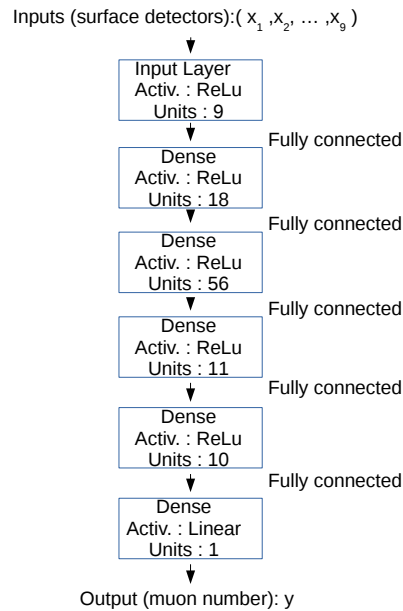 Inputs (surface detectors):( x₁ ,x₂, … ,x₉ )
Input Layer
Activ. : ReLu
Units : 9
Fully connected
Dense
Activ. : ReLu
Units : 18
Fully connected
Dense
Activ. : ReLu
Units : 56
Fully connected
Dense
Activ. : ReLu
Units : 11
Fully connected
Dense
Activ. : ReLu
Units : 10
Fully connected
Dense
Activ. : Linear
Units : 1
Output (muon number): y